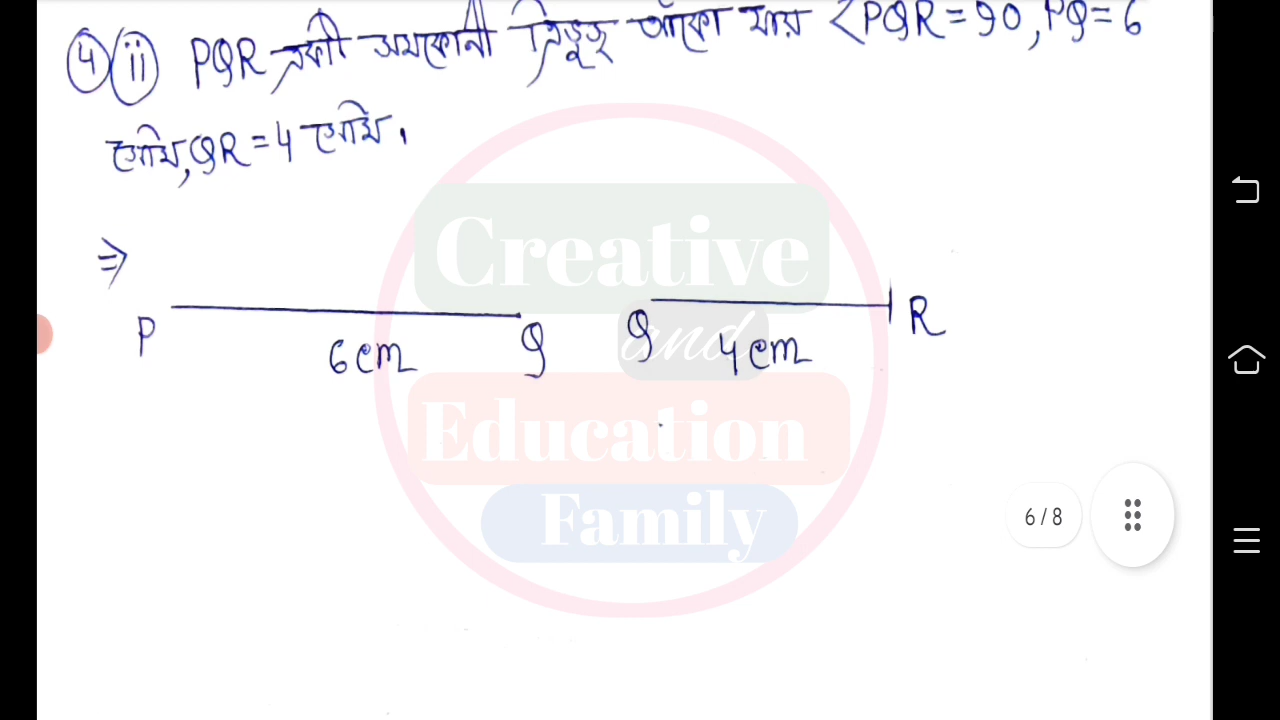 4 ii PQR একটী সমকোনী ত্রিভূজ আঁকো যার <PQR = 90, PQ = 6
সেমি, QR = 4 সেমি।
⇒
P Q Q R
6cm 4cm
Creative
and
Education
Family
6 / 8